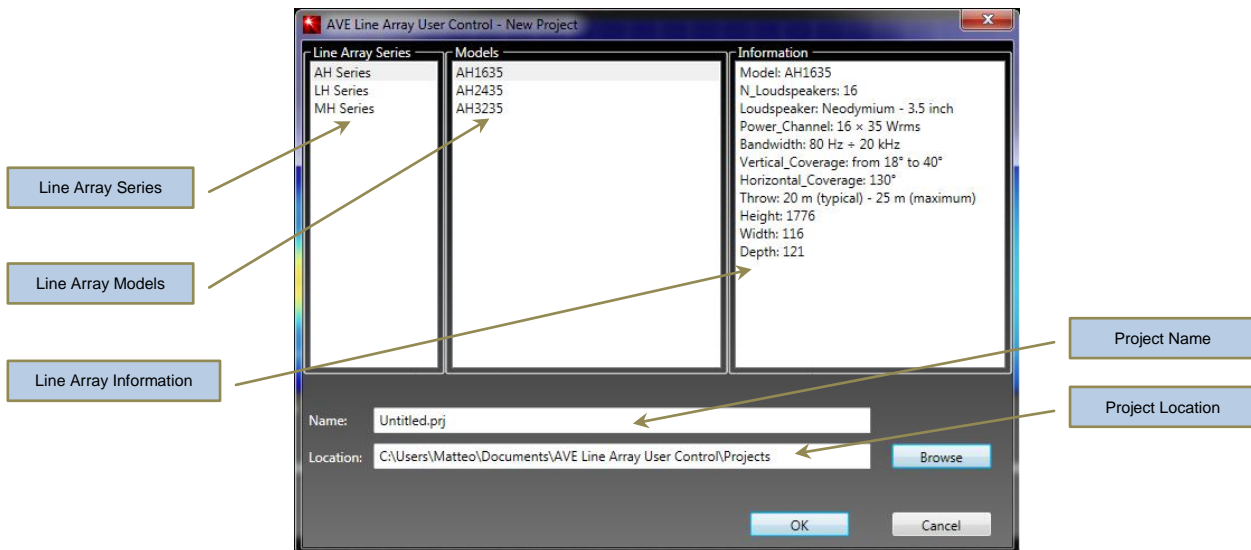 AVE Line Array User Control - New Project
Line Array Series
Models
Information
AH Series
LH Series
MH Series
AH1635
AH2435
AH3235
Model: AH1635
N_Loudspeakers: 16
Loudspeaker: Neodymium - 3.5 inch
Power_Channel: 16 × 35 Wrms
Bandwidth: 80 Hz ÷ 20 kHz
Vertical_Coverage: from 18° to 40°
Horizontal_Coverage: 130°
Throw: 20 m (typical) - 25 m (maximum)
Height: 1776
Width: 116
Depth: 121
Line Array Series
Line Array Models
Line Array Information
Project Name
Project Location
Name:
Untitled.prj
Location:
C:\Users\Matteo\Documents\AVE Line Array User Control\Projects
Browse
OK
Cancel